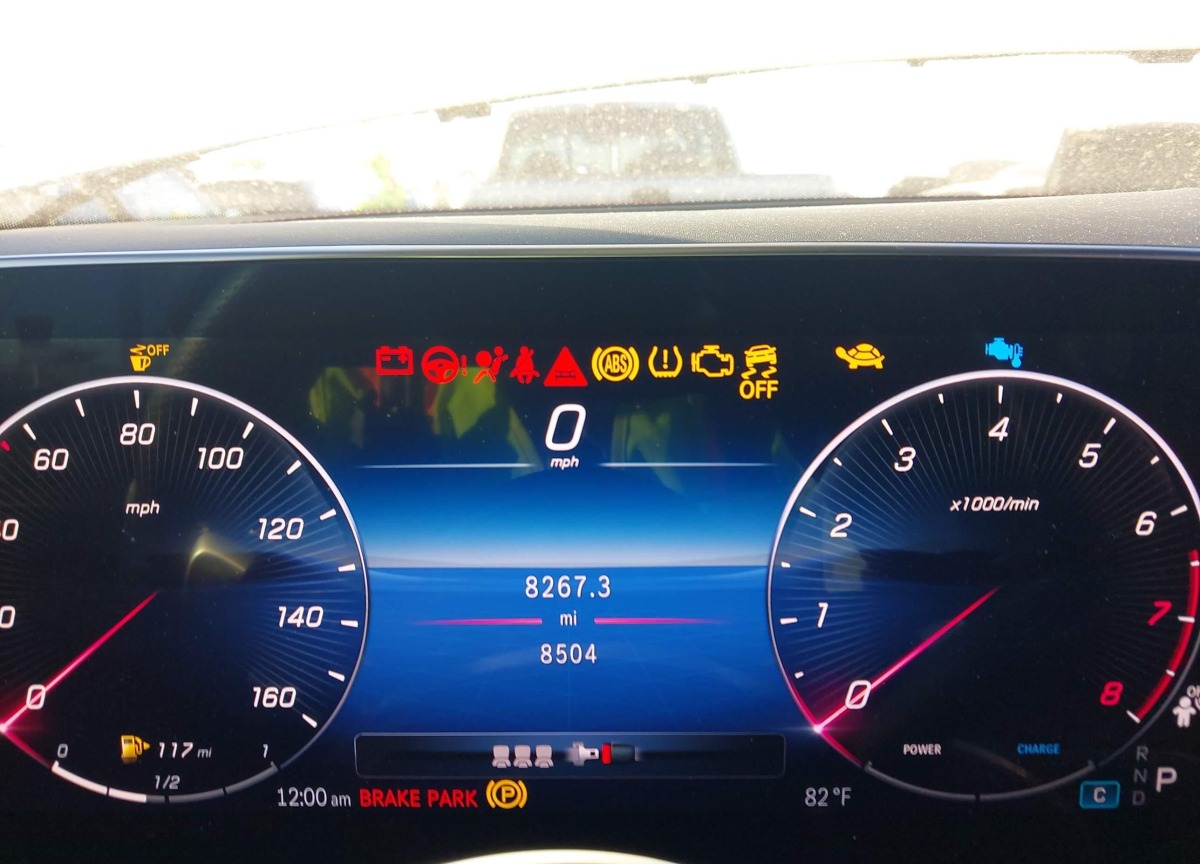 OFF
ABS
OFF
0
mph
60
80
100
120
140
160
0
mph
0
117 mi
1
1/2
8267.3
mi
8504
0
1
2
3
4
5
6
7
8
x1000/min
POWER
CHARGE
R
N
D
P
C
12:00 am
BRAKE PARK
P
82 °F